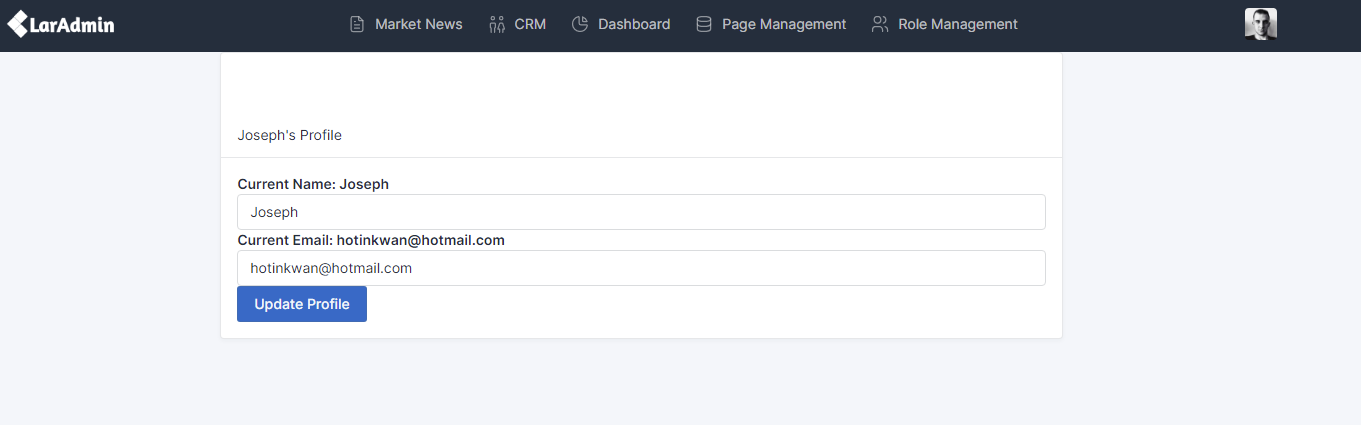 LarAdmin Market News CRM Dashboard Page Management Role Management
Joseph's Profile
Current Name: Joseph
Joseph
Current Email: hotinkwan@hotmail.com
hotinkwan@hotmail.com
Update Profile